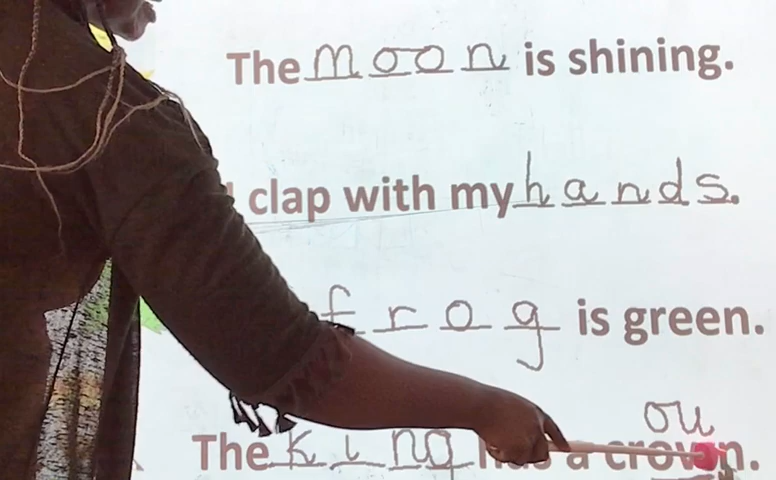 The moon is shining.
I clap with my hands.
frog is green.
ou
The king has a crown.